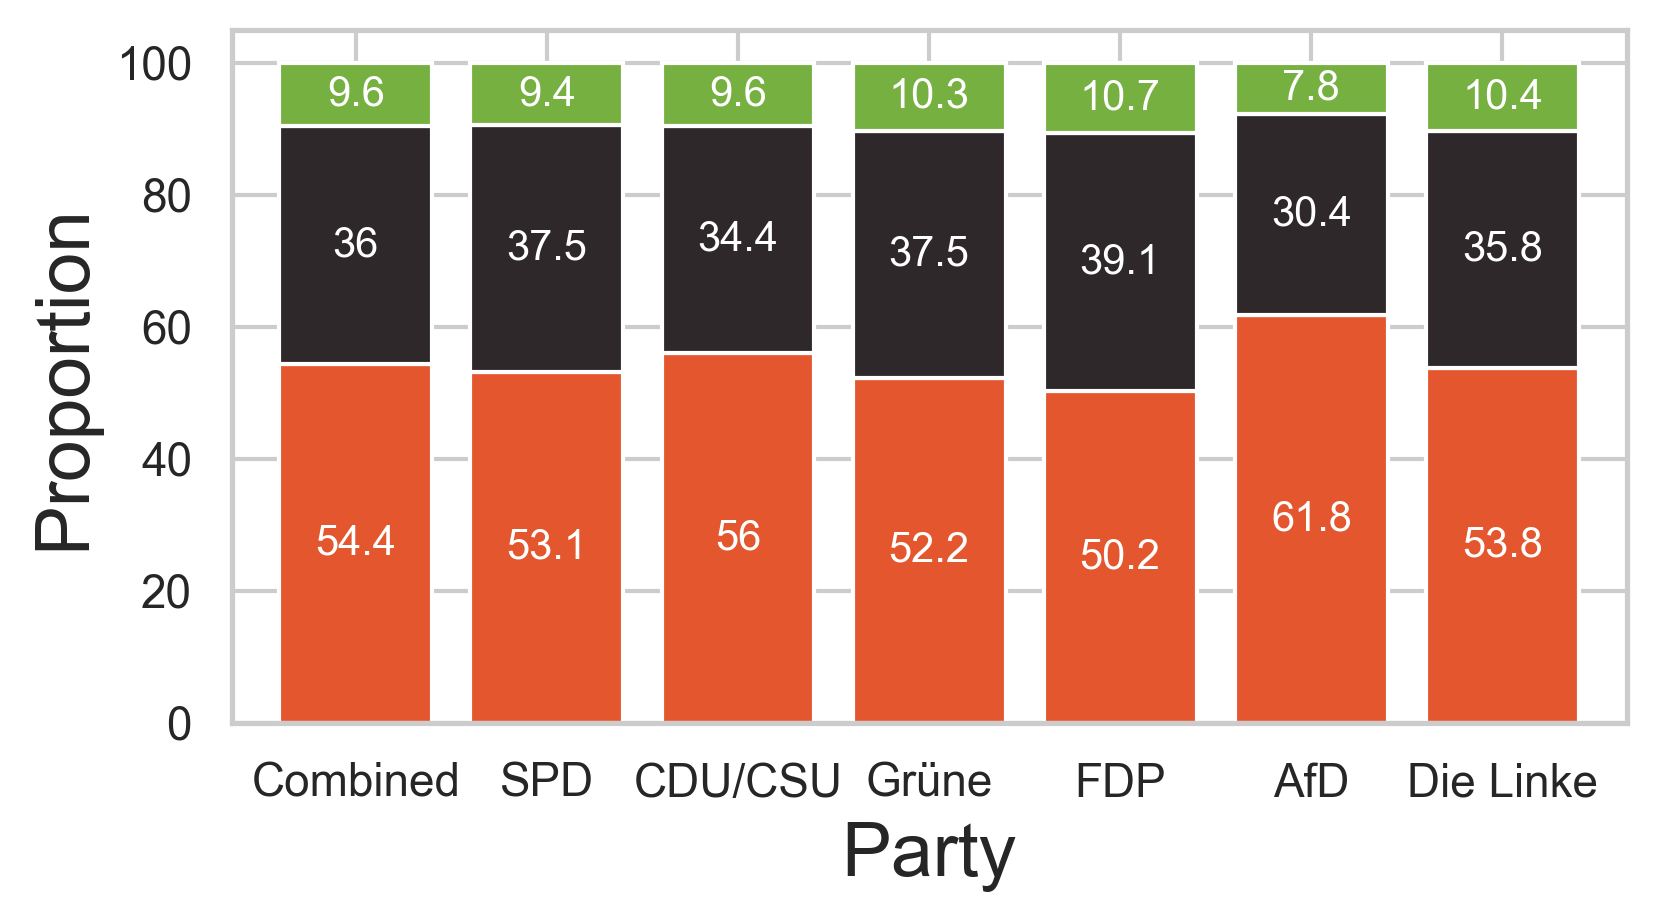 Proportion
100
80
60
40
20
0
9.6 9.4 9.6 10.3 10.7 7.8 10.4
36 37.5 34.4 37.5 39.1 30.4 35.8
54.4 53.1 56 52.2 50.2 61.8 53.8
Combined SPD CDU/CSU Grüne FDP AfD Die Linke
Party